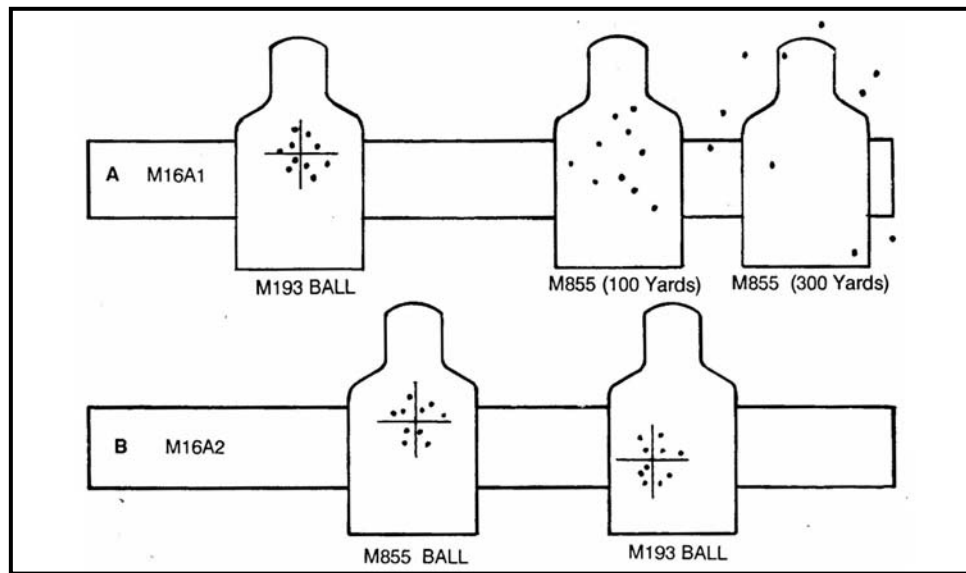 A M16A1
M193 BALL
M855 (100 Yards)
M855 (300 Yards)
B M16A2
M855 BALL
M193 BALL